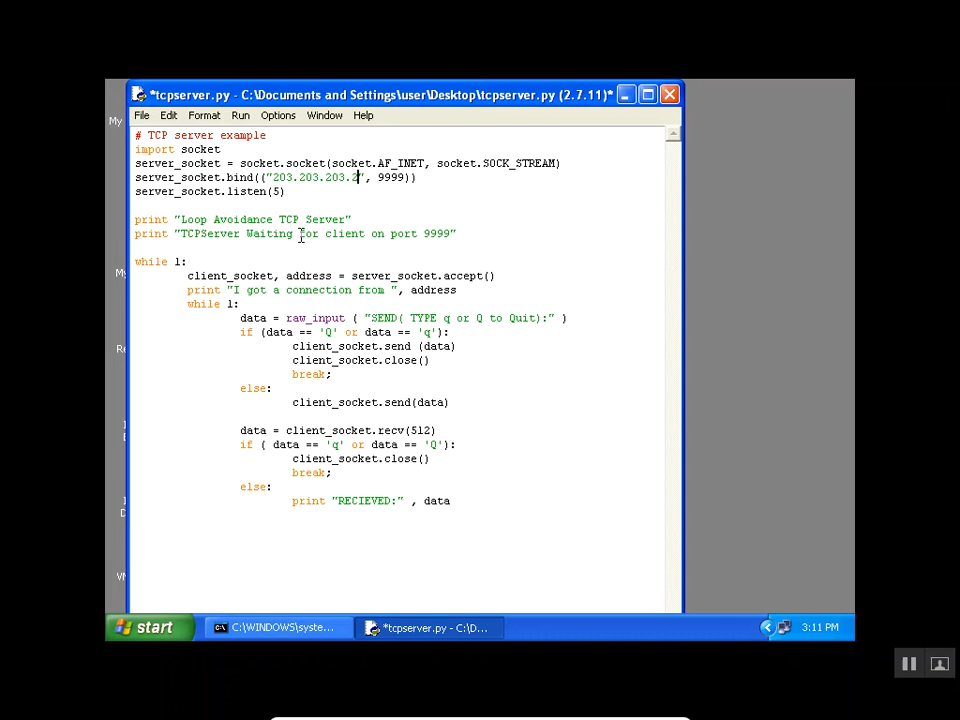 *tcpserver.py - C:\Documents and Settings\user\Desktop\tcpserver.py (2.7.11)*
File Edit Format Run Options Window Help
My
# TCP server example
import socket
server_socket = socket.socket(socket.AF_INET, socket.SOCK_STREAM)
server_socket.bind(("203.203.203.2", 9999))
server_socket.listen(5)
print "Loop Avoidance TCP Server"
print "TCPServer Waiting for client on port 9999"
while 1:
client_socket, address = server_socket.accept()
My
print "I got a connection from ", address
while 1:
data = raw_input ( "SEND( TYPE q or Q to Quit):" )
if (data == 'Q' or data == 'q'):
client_socket.send (data)
Re
client_socket.close()
break;
else:
client_socket.send(data)
data = client_socket.recv(512)
if ( data == 'q' or data == 'Q'):
client_socket.close()
break;
else:
print "RECIEVED:" , data
start C:\WINDOWS\syste... *tcpserver.py - C:\D... 3:11 PM